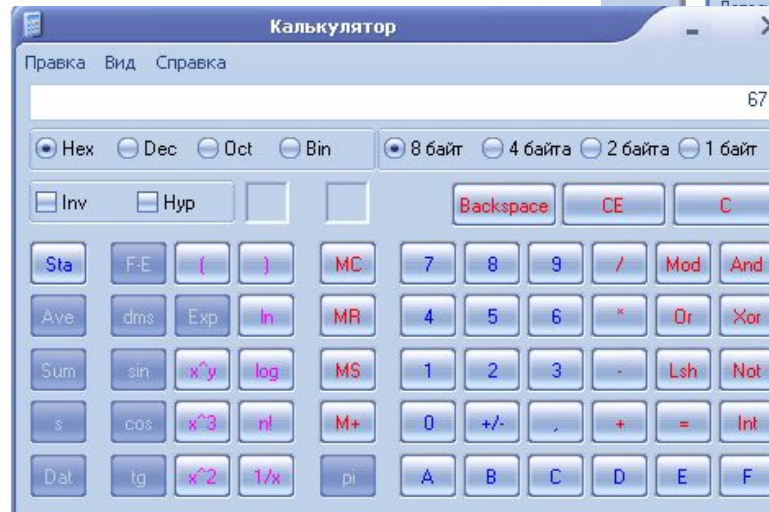 Калькулятор
Правка Вид Справка
67
Hex Dec Oct Bin 8 байт 4 байта 2 байта 1 байт
Inv Hyp Backspace CE C
Sta F-E ( ) MC 7 8 9 / Mod And
Ave dms Exp ln MR 4 5 6 * Or Xor
Sum sin x^y log MS 1 2 3 - Lsh Not
s cos x^3 n! M+ 0 +/- , + = Int
Dat tg x^2 1/x pi A B C D E F